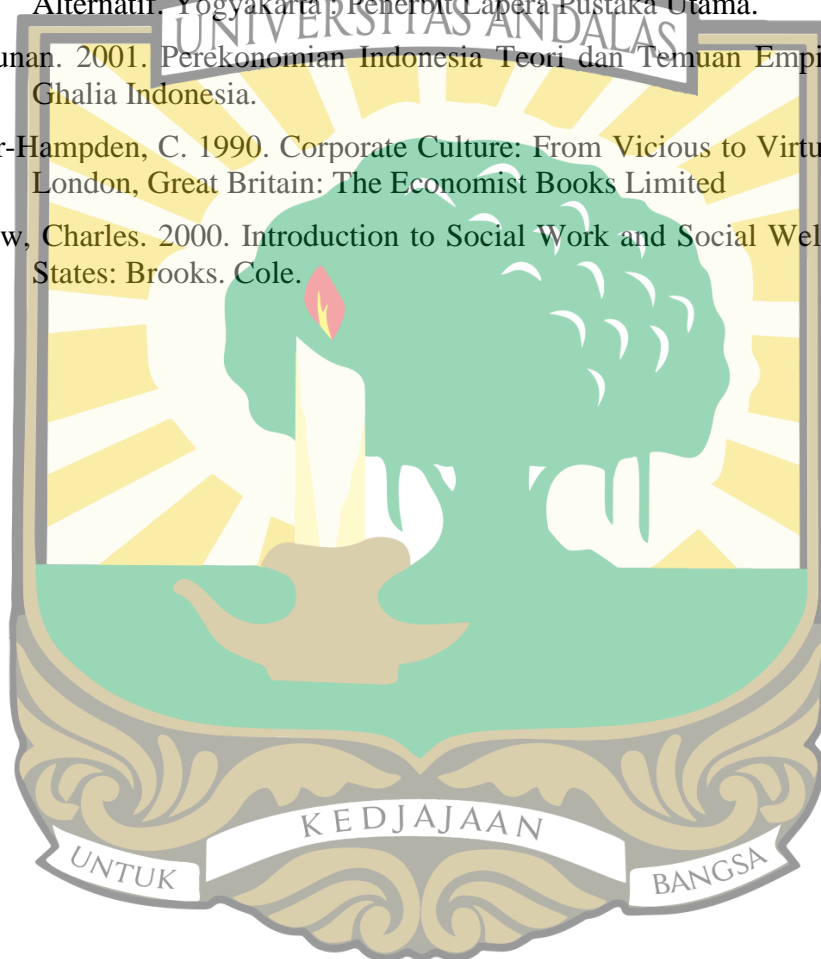 Alternatif. Yogyakarta : Penerbit Lapera Pustaka Utama.
UNIVERSITAS ANDALAS
unan. 2001. Perekonomian Indonesia Teori dan Temuan Empi
Ghalia Indonesia.
r-Hampden, C. 1990. Corporate Culture: From Vicious to Virtu
London, Great Britain: The Economist Books Limited
w, Charles. 2000. Introduction to Social Work and Social Wel
States: Brooks. Cole.
KEDJAJAAN
UNTUK
BANGSA